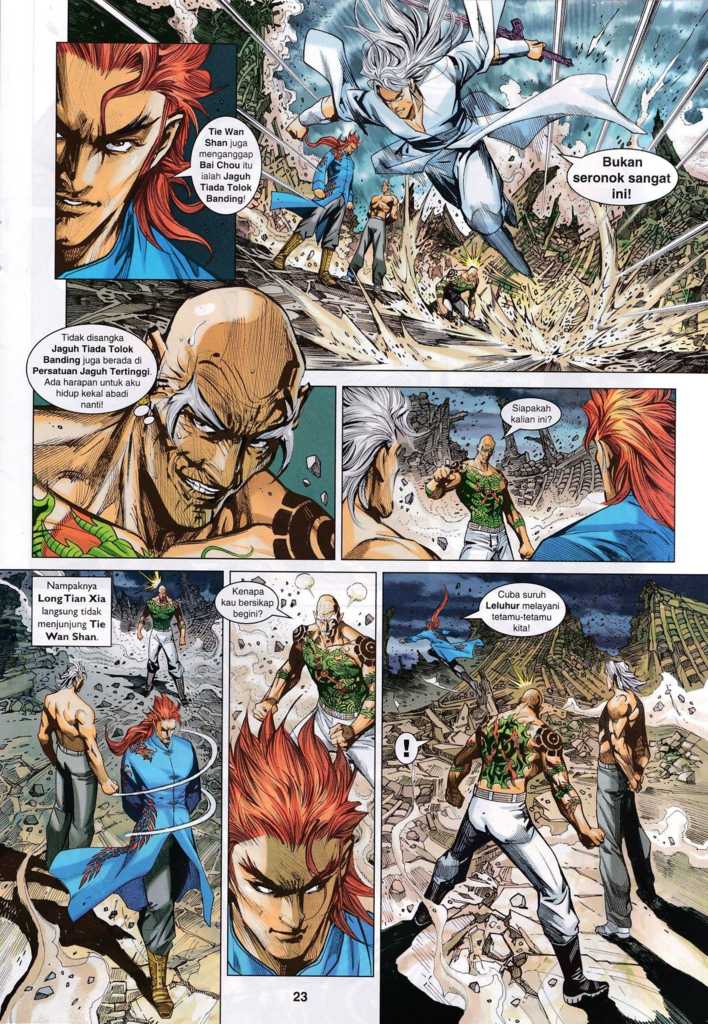 Tie Wan
Shan juga
menganggap
Bai Chou itu
ialah Jaguh
Tiada Tolok
Banding!
Bukan
seronok sangat
ini!
Tidak disangka
Jaguh Tiada Tolok
Banding juga berada di
Persatuan Jaguh Tertinggi.
Ada harapan untuk aku
hidup kekal abadi
nanti!
Siapakah
kalian ini?
Nampaknya
Long Tian Xia
langsung tidak
menjunjung Tie
Wan Shan.
Kenapa
kau bersikap
begini?
Cuba suruh
Leluhur melayani
tetamu-tetamu
kita!
!
23